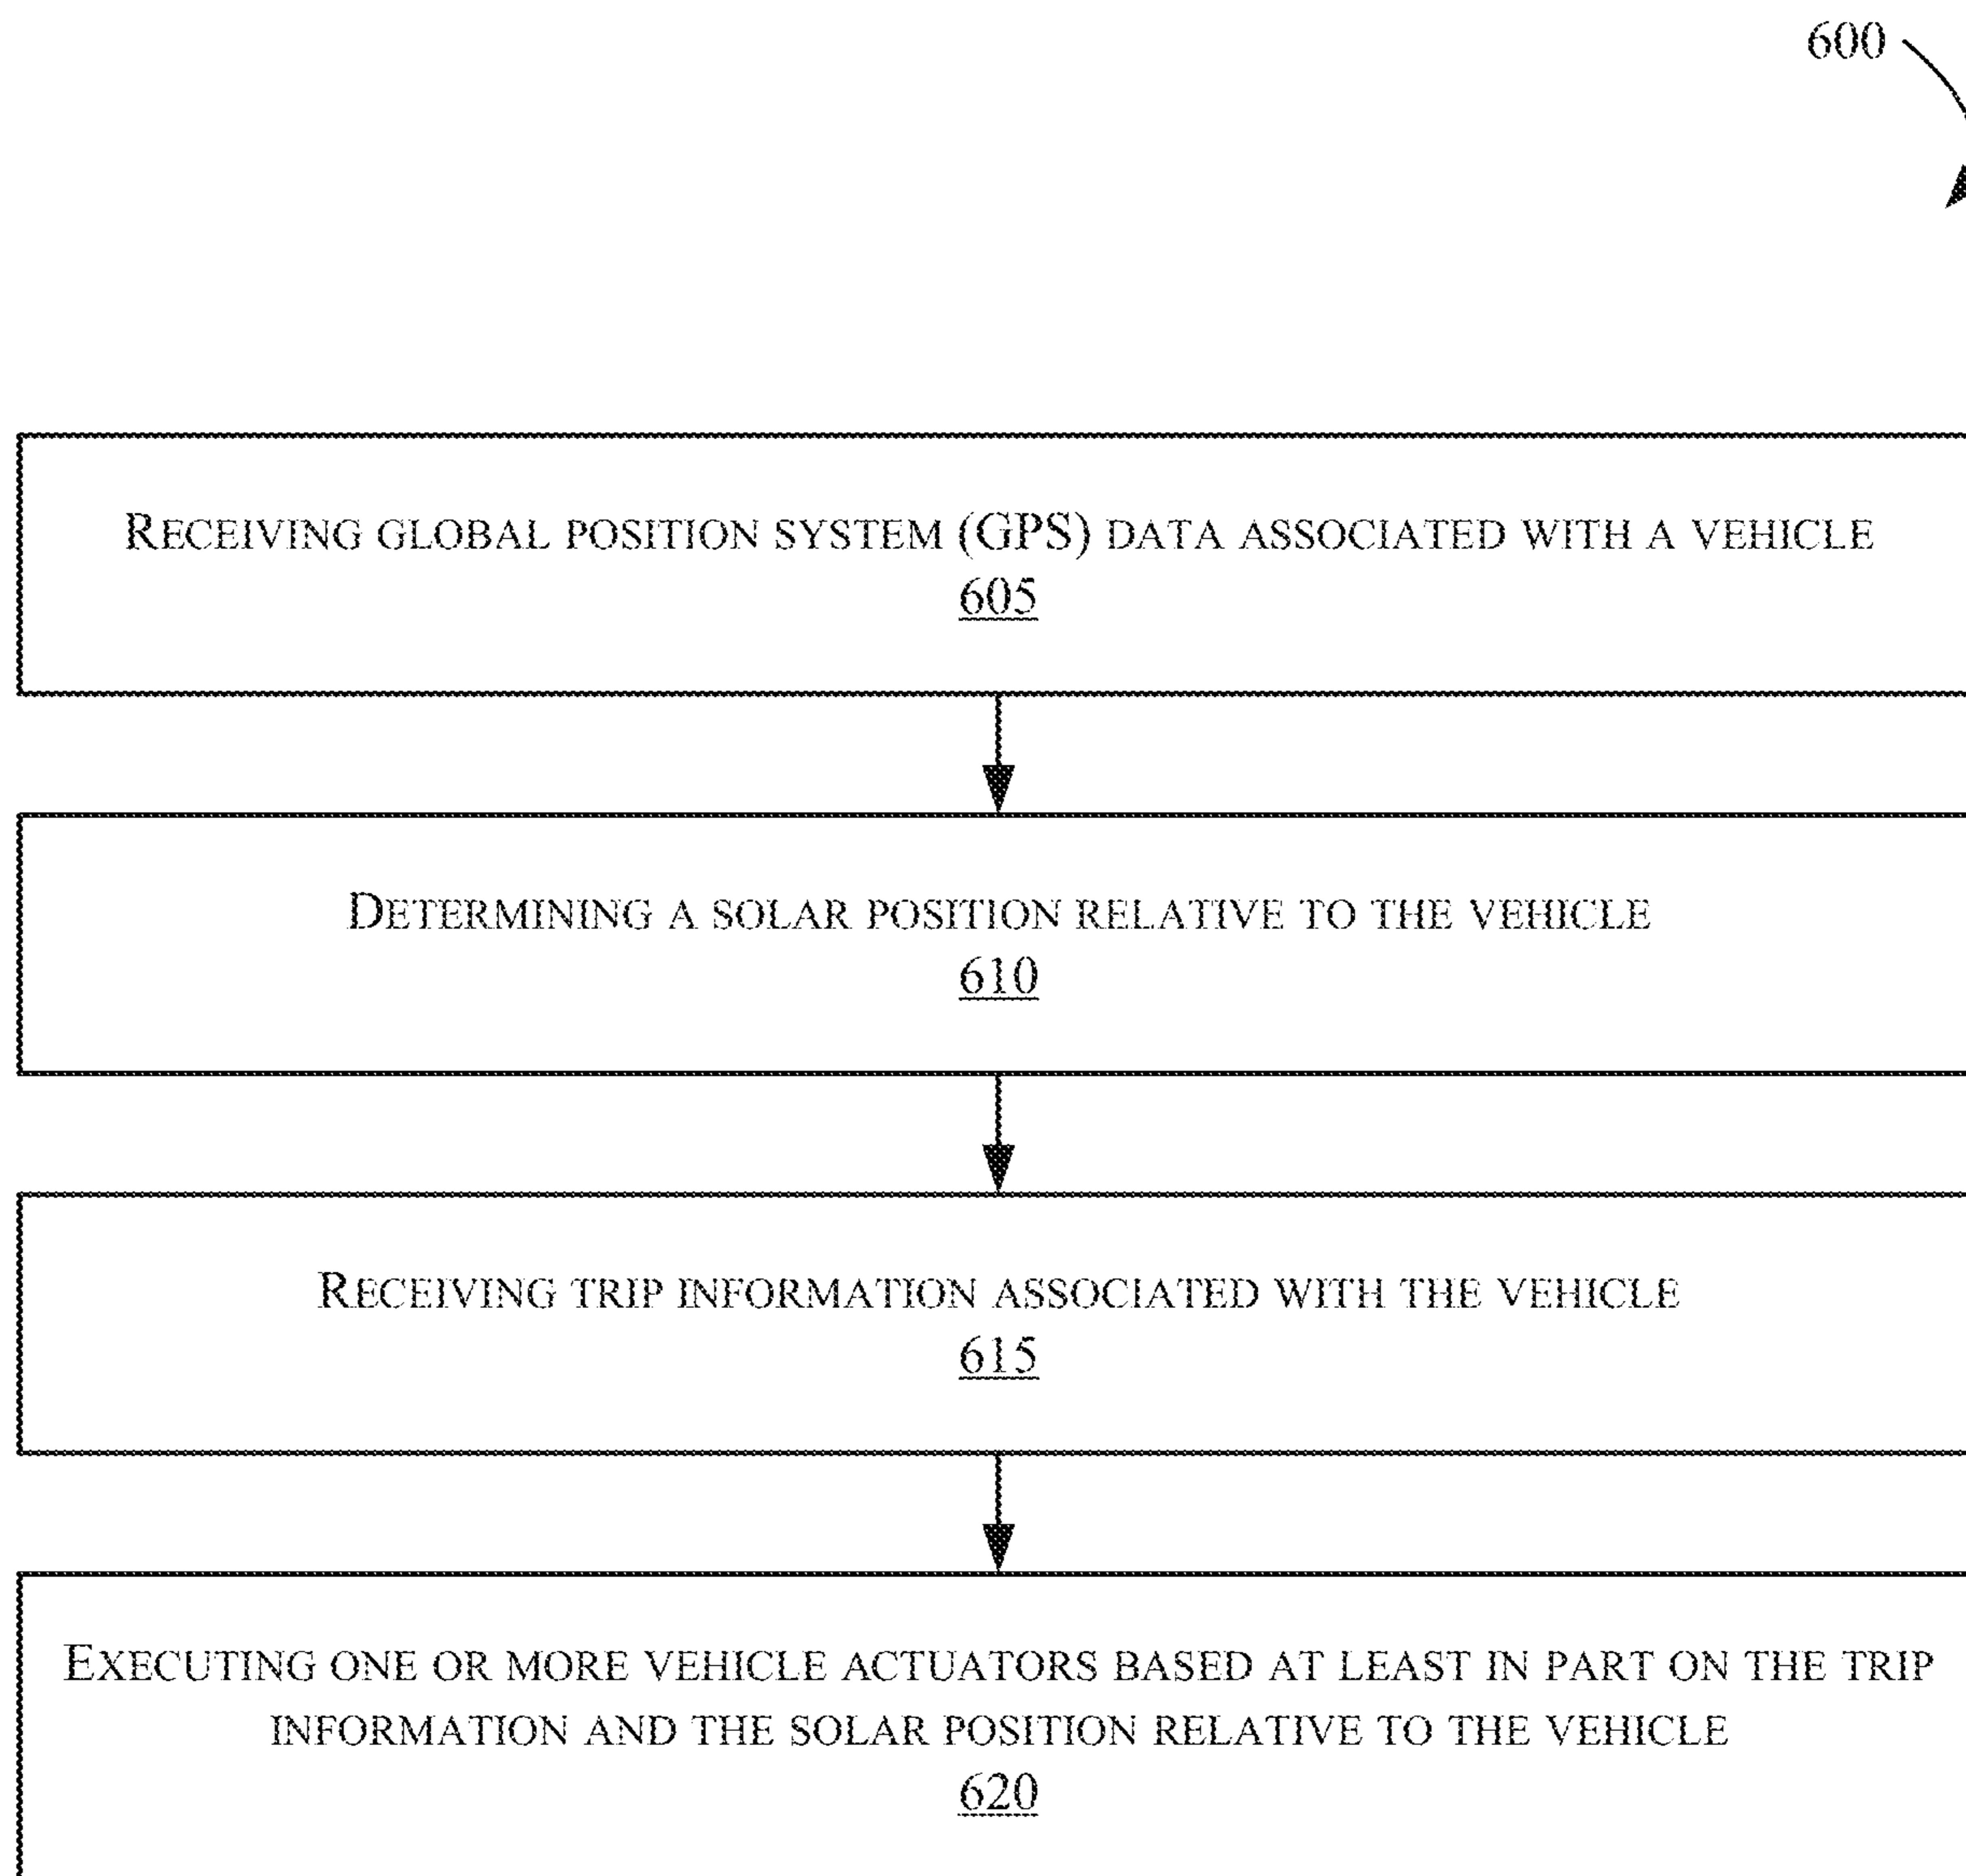 600
RECEIVING GLOBAL POSITION SYSTEM (GPS) DATA ASSOCIATED WITH A VEHICLE
605
DETERMINING A SOLAR POSITION RELATIVE TO THE VEHICLE
610
RECEIVING TRIP INFORMATION ASSOCIATED WITH THE VEHICLE
615
EXECUTING ONE OR MORE VEHICLE ACTUATORS BASED AT LEAST IN PART ON THE TRIP
INFORMATION AND THE SOLAR POSITION RELATIVE TO THE VEHICLE
620